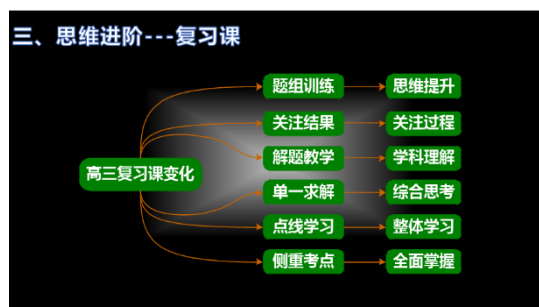 三、思维进阶---复习课
题组训练 思维提升
关注结果 关注过程
解题教学 学科理解
高三复习课变化
单一求解 综合思考
点线学习 整体学习
侧重考点 全面掌握